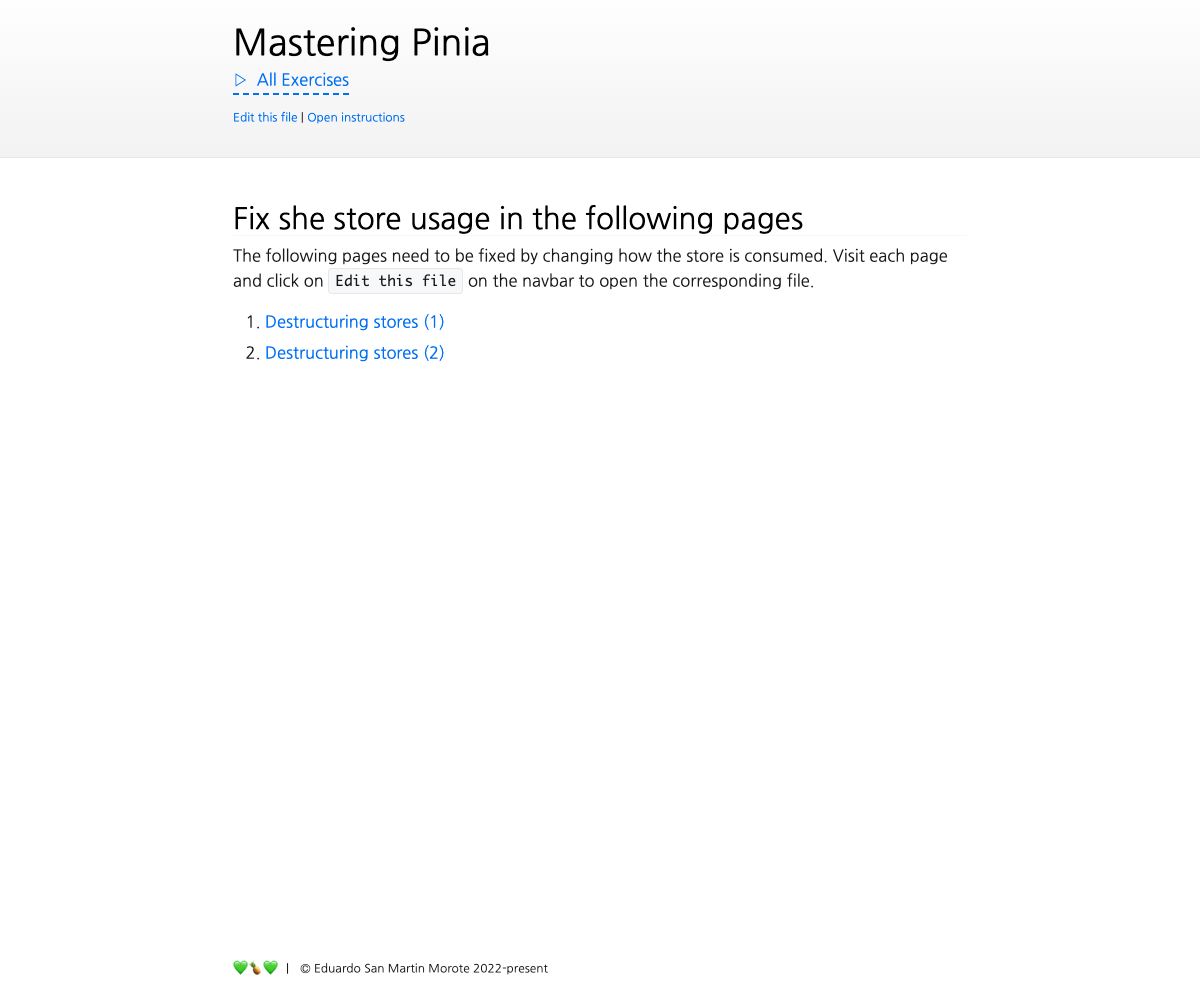 Mastering Pinia
▷ All Exercises
Edit this file | Open instructions
Fix she store usage in the following pages
The following pages need to be fixed by changing how the store is consumed. Visit each page
and click on Edit this file on the navbar to open the corresponding file.
1. Destructuring stores (1)
2. Destructuring stores (2)
💚🍍💚 | © Eduardo San Martin Morote 2022-present